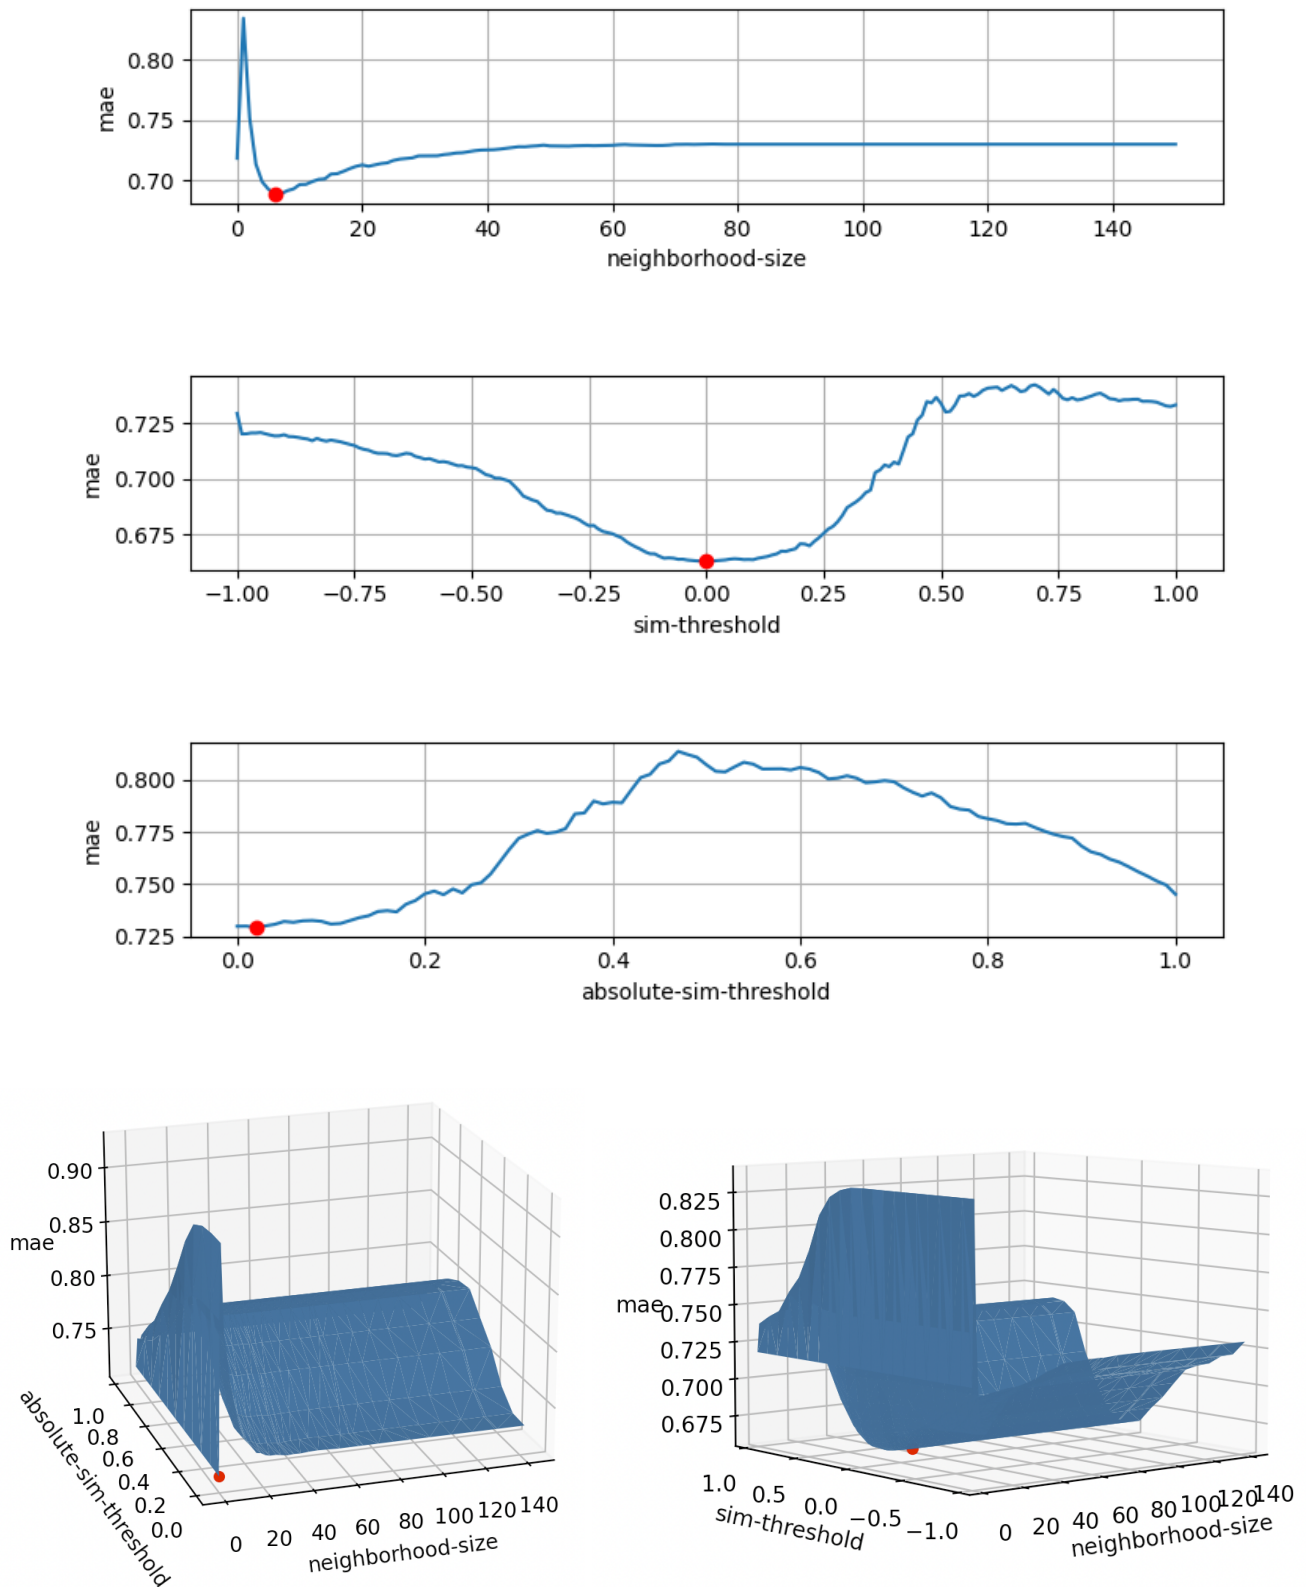 0.80
mae
0.75
0.70
0 20 40 60 80 100 120 140
neighborhood-size
0.725
mae
0.700
0.675
−1.00 −0.75 −0.50 −0.25 0.00 0.25 0.50 0.75 1.00
sim-threshold
0.800
0.775
mae
0.750
0.725
0.0 0.2 0.4 0.6 0.8 1.0
absolute-sim-threshold
0.90
0.85
mae
0.80
0.75
1.0
0.8
0.6
0.4
0.2
0.0
absolute-sim-threshold
0 20 40 60 80 100 120 140
neighborhood-size
0.825
0.800
0.775
mae
0.750
0.725
0.700
0.675
1.0 0.5 0.0 −0.5 −1.0
sim-threshold
0 20 40 60 80 100 120 140
neighborhood-size